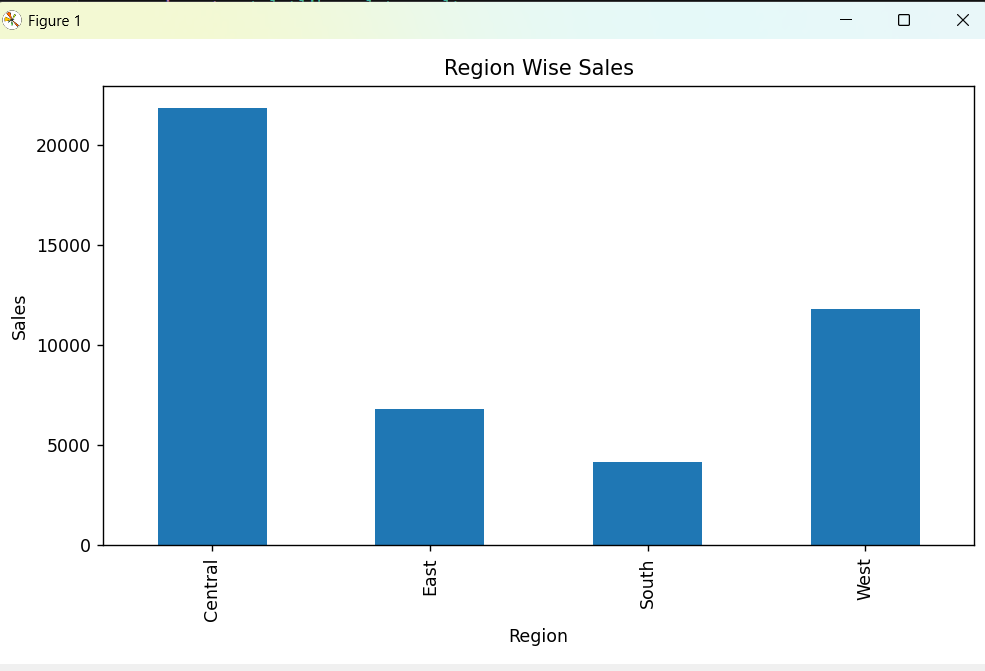 Figure 1
Region Wise Sales
20000
15000
10000
5000
0
Sales
Central
East
South
West
Region